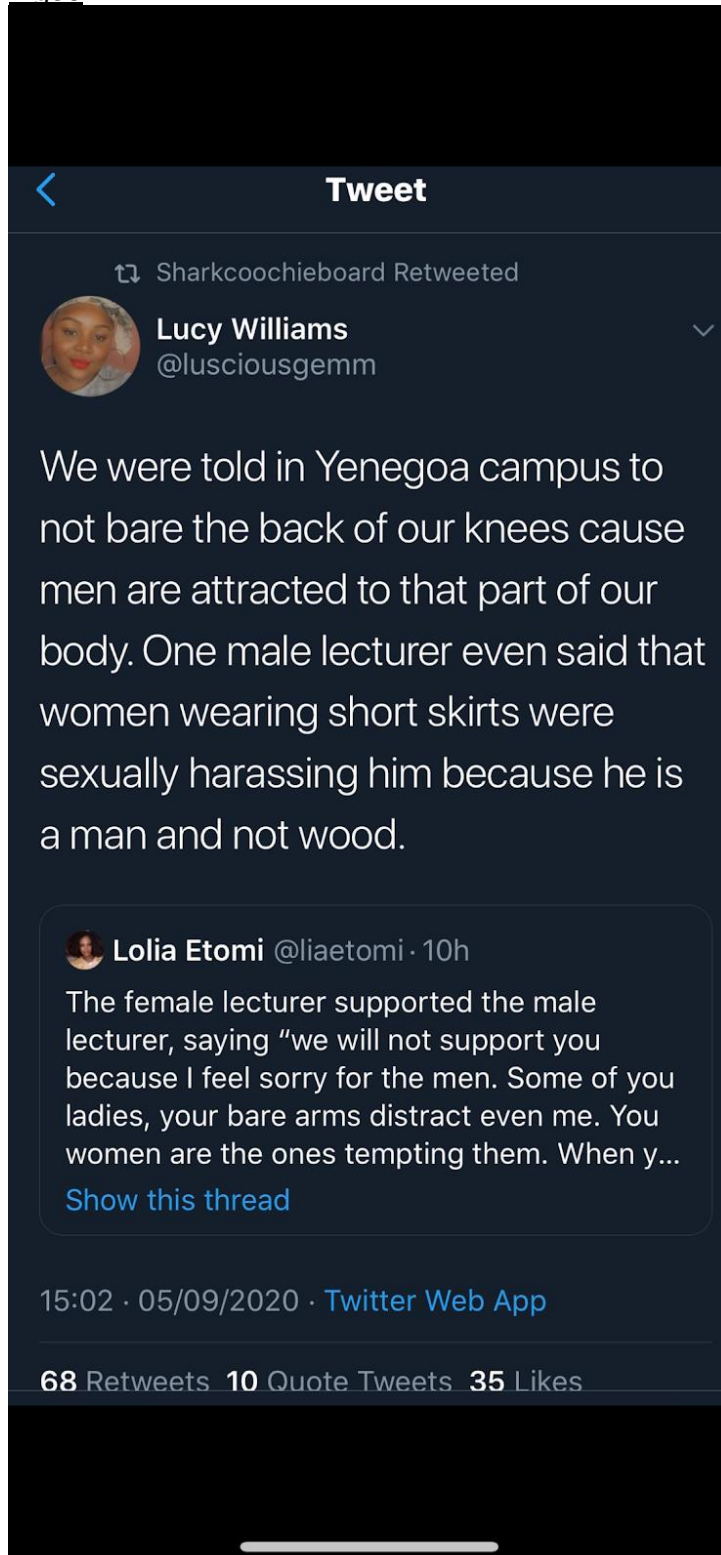 Tweet
Sharkcoochieboard Retweeted
Lucy Williams
@lusciousgemm
We were told in Yenegoa campus to
not bare the back of our knees cause
men are attracted to that part of our
body. One male lecturer even said that
women wearing short skirts were
sexually harassing him because he is
a man and not wood.
Lolia Etomi @liaetomi · 10h
The female lecturer supported the male
lecturer, saying “we will not support you
because I feel sorry for the men. Some of you
ladies, your bare arms distract even me. You
women are the ones tempting them. When y...
Show this thread
15:02 · 05/09/2020 · Twitter Web App
68 Retweets 10 Quote Tweets 35 Likes